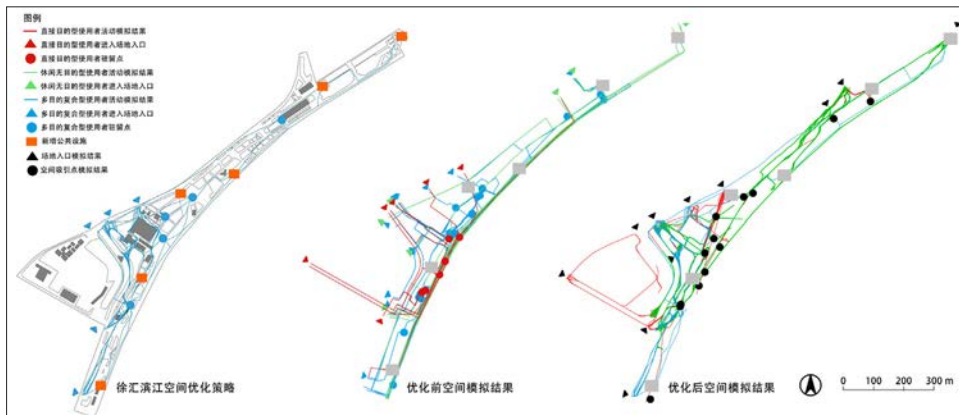 图例
直接目的型使用者活动模拟结果
直接目的型使用者进入场地入口
直接目的型使用者驻留点
休闲无目的型使用者活动模拟结果
休闲无目的型使用者进入场地入口
多目的复合型使用者活动模拟结果
多目的复合型使用者进入场地入口
多目的复合型使用者驻留点
新增公共设施
场地入口模拟结果
空间吸引点模拟结果
徐汇滨江空间优化策略
优化前空间模拟结果
优化后空间模拟结果
0 100 200 300 m